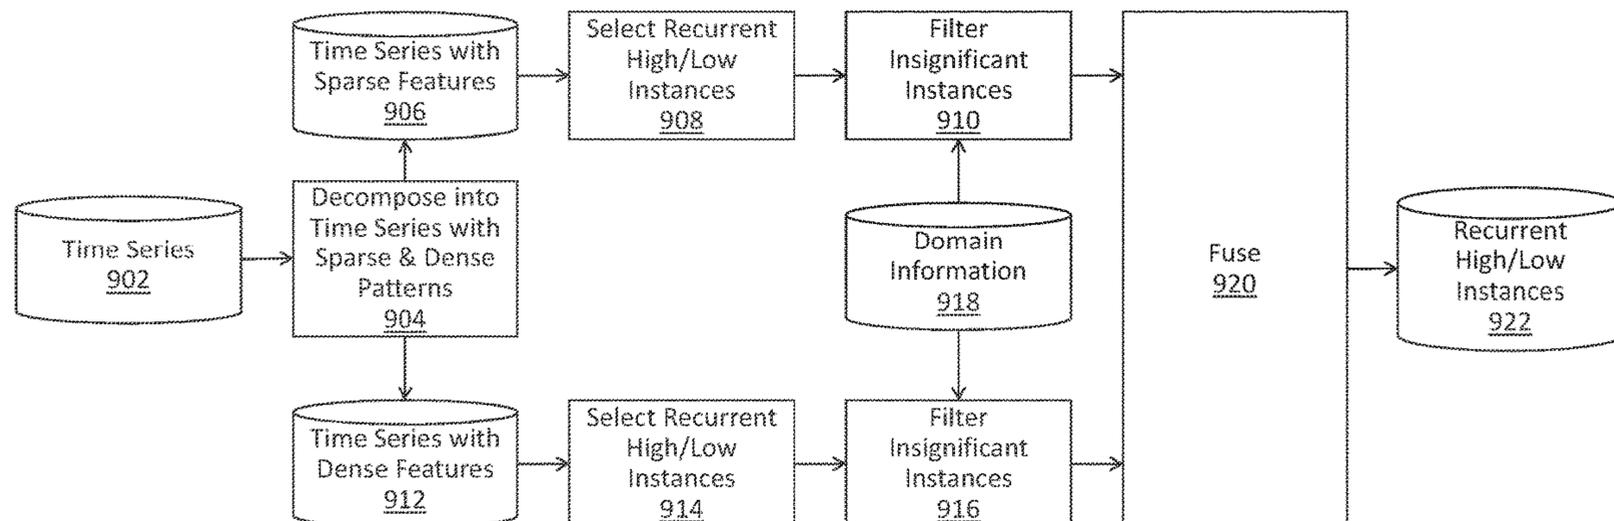 Time Series
902
Decompose into
Time Series with
Sparse & Dense
Patterns
904
Time Series with
Sparse Features
906
Select Recurrent
High/Low
Instances
908
Filter
Insignificant
Instances
910
Time Series with
Dense Features
912
Select Recurrent
High/Low
Instances
914
Filter
Insignificant
Instances
916
Domain
Information
918
Fuse
920
Recurrent
High/Low
Instances
922